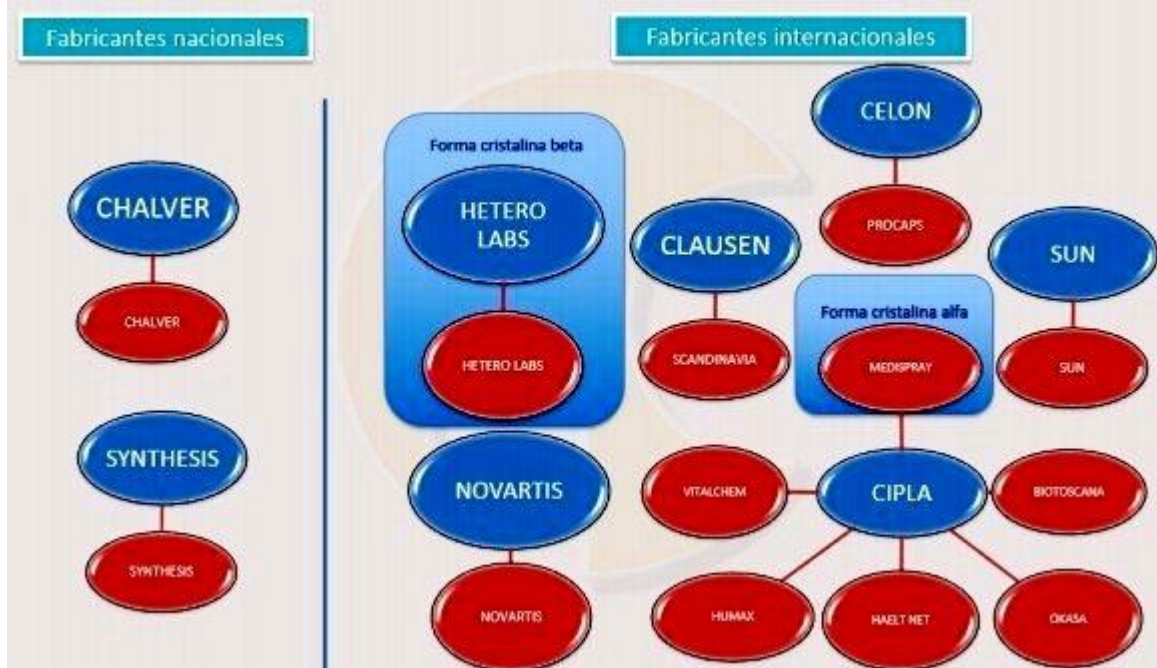 Fabricantes nacionales
Fabricantes internacionales
CELON
PROCAPS
Forma cristalina beta
HETERO
LABS
HETERO LABS
CHALVER
CHALVER
CLAUSEN
SCANDINAVIA
SUN
SUN
Forma cristalina alfa
MEDISPRAY
SYNTHESIS
SYNTHESIS
NOVARTIS
NOVARTIS
VITALCHEM
CIPLA
BIOTOSCANA
HUMAX
HAELT NET
OKASA